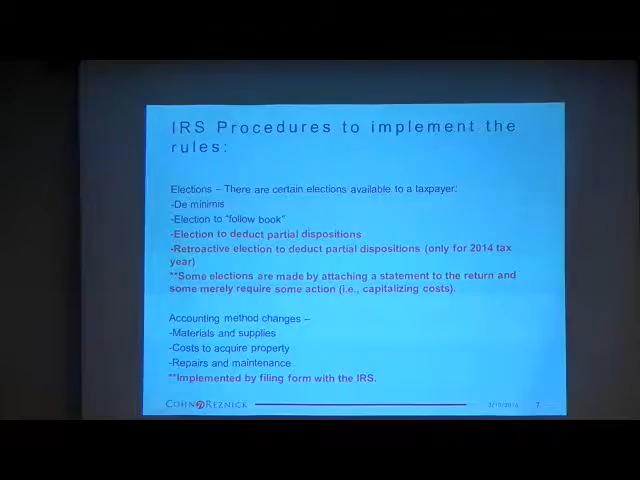 IRS Procedures to implement the
rules:
Elections – There are certain elections available to a taxpayer:
-De minimis
-Election to “follow book”
-Election to deduct partial dispositions
-Retroactive election to deduct partial dispositions (only for 2014 tax
year)
**Some elections are made by attaching a statement to the return and
some merely require some action (i.e., capitalizing costs).
Accounting method changes –
-Materials and supplies
-Costs to acquire property
-Repairs and maintenance
**Implemented by filing form with the IRS.
COHN REZNICK
7